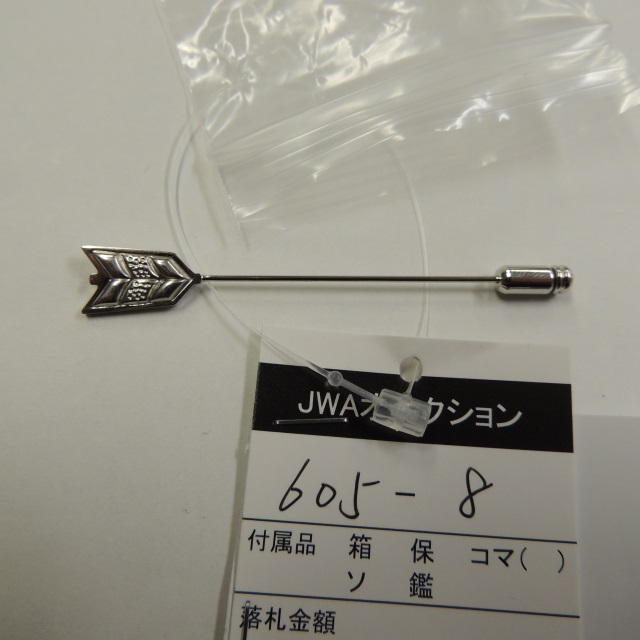 JWAオークション
605-8
付属品 箱 保 コマ( )
ソ 鑑
落札金額